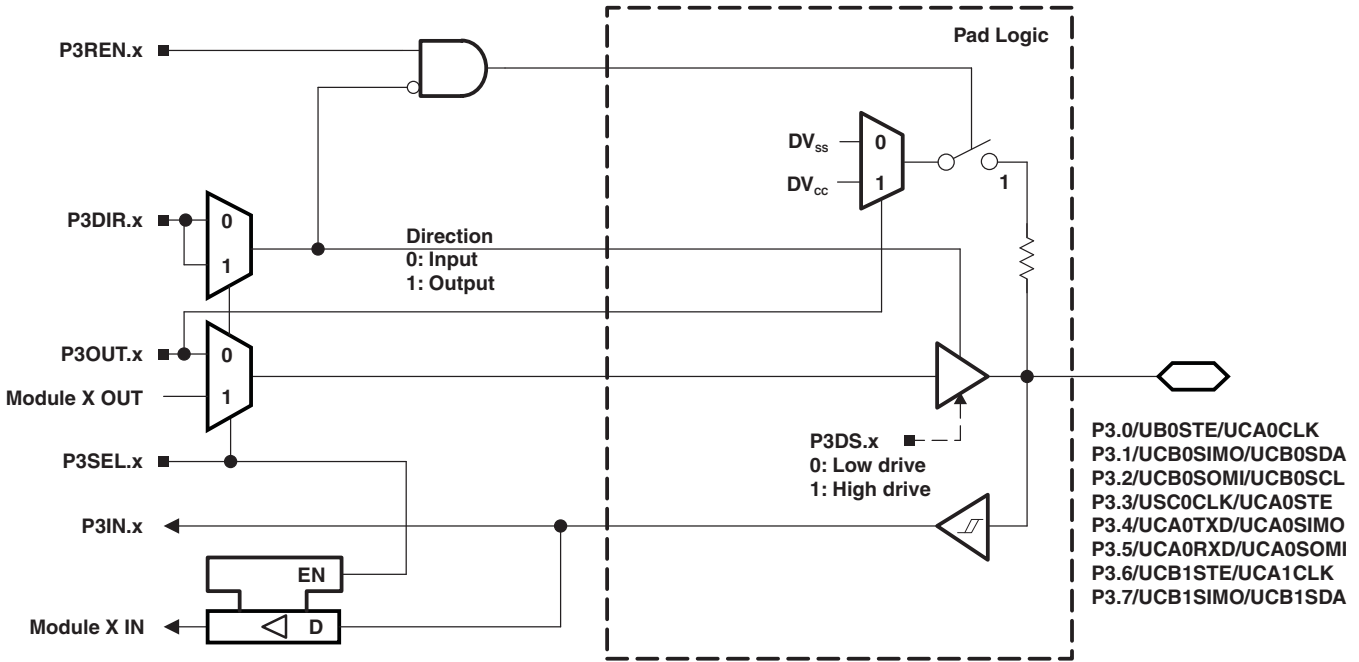 Pad Logic
P3REN.x
DVss
0
DVcc
1
1
P3DIR.x
0
1
Direction
0: Input
1: Output
P3OUT.x
0
Module X OUT
1
P3DS.x
0: Low drive
1: High drive
P3SEL.x
P3IN.x
EN
D
Module X IN
P3.0/UB0STE/UCA0CLK
P3.1/UCB0SIMO/UCB0SDA
P3.2/UCB0SOMI/UCB0SCL
P3.3/USC0CLK/UCA0STE
P3.4/UCA0TXD/UCA0SIMO
P3.5/UCA0RXD/UCA0SOMI
P3.6/UCB1STE/UCA1CLK
P3.7/UCB1SIMO/UCB1SDA